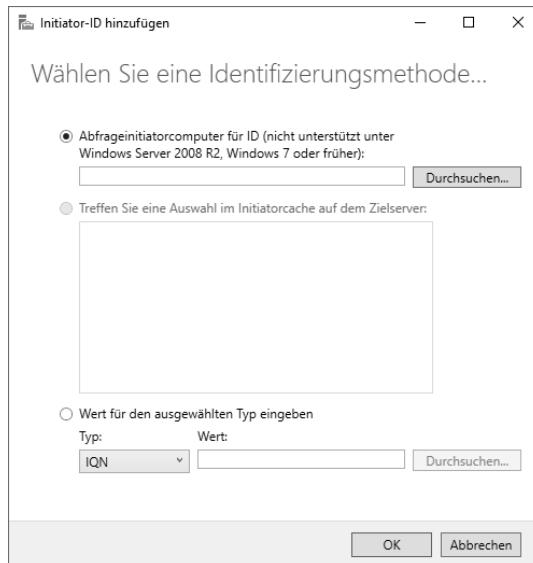 Initiator-ID hinzufügen
Wählen Sie eine Identifizierungsmethode...
Abfrageinitiatorcomputer für ID (nicht unterstützt unter
Windows Server 2008 R2, Windows 7 oder früher):
Durchsuchen...
Treffen Sie eine Auswahl im Initiatorcache auf dem Zielserver:
Wert für den ausgewählten Typ eingeben
Typ: Wert:
IQN Durchsuchen...
OK Abbrechen